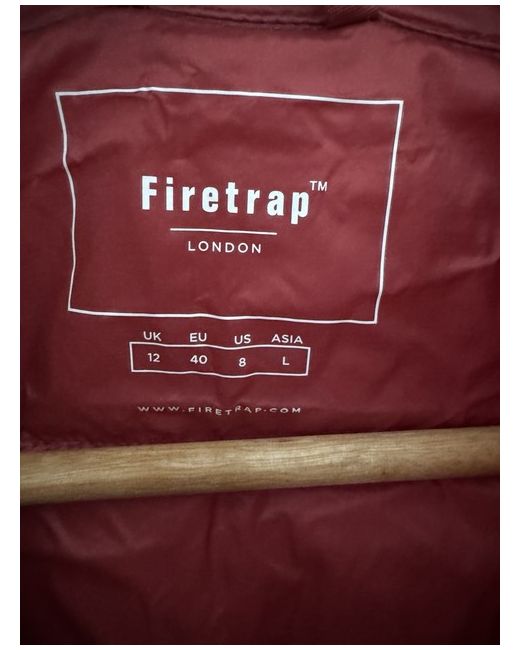 Firetrap™
LONDON
UK EU US ASIA
12 40 8 L
WWW.FIRETRAP.COM